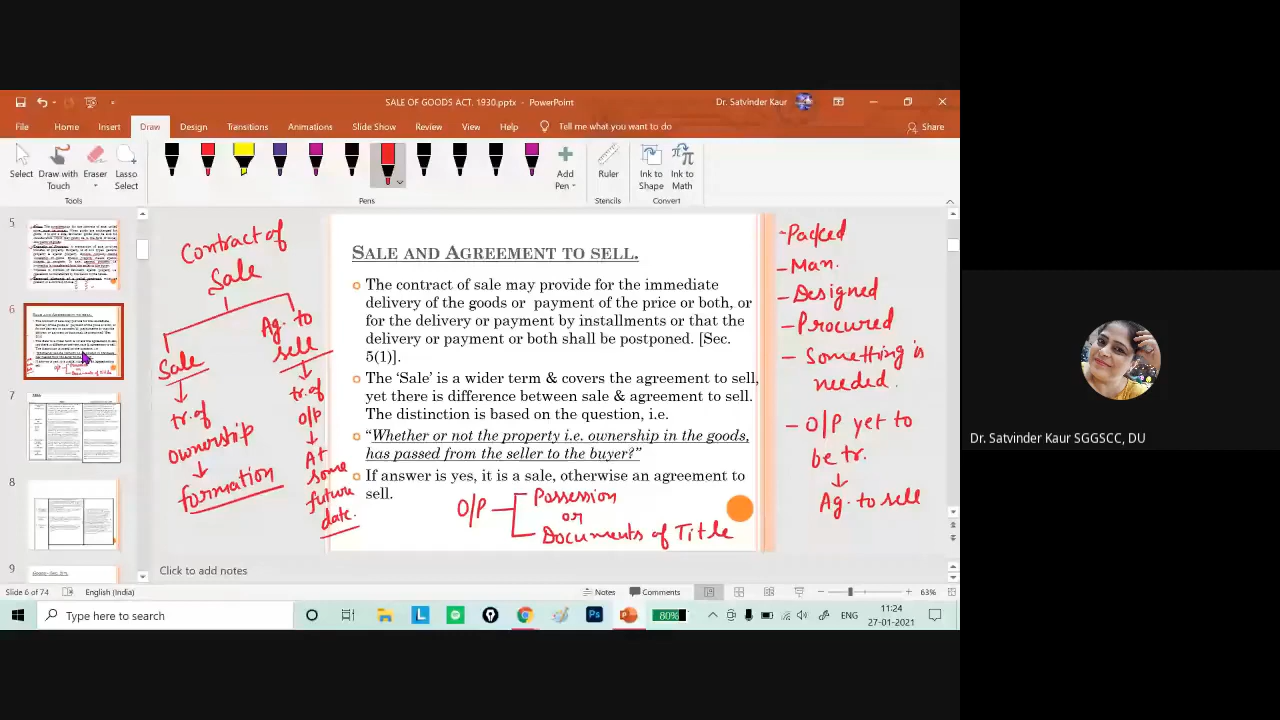 SALE OF GOODS ACT. 1930.pptx - PowerPoint
Dr. Satvinder Kaur
File Home Insert Draw Design Transitions Animations Slide Show Review View Help Tell me what you want to do Share
Select
Draw with Touch
Eraser
Lasso Select
Add Pen
Ruler
Ink to Shape
Ink to Math
Tools Pens Stencils Convert
5
6
7
8
9
Contract of
Sale
Sale
tr. of
ownership
formation
Ag. to
sell
tr. of
O/P
At
some
future
date.
SALE AND AGREEMENT TO SELL.
The contract of sale may provide for the immediate
delivery of the goods or payment of the price or both, or
for the delivery or payment by installments or that the
delivery or payment or both shall be postponed. [Sec.
5(1)].
The ‘Sale’ is a wider term & covers the agreement to sell,
yet there is difference between sale & agreement to sell.
The distinction is based on the question, i.e.
“Whether or not the property i.e. ownership in the goods,
has passed from the seller to the buyer?”
If answer is yes, it is a sale, otherwise an agreement to
sell.
O/P
Possession
or
Documents of Title
- Packed
- Man.
- Designed
- Procured
- Something is
needed.
- O/P yet to
be tr.
Ag. to sell
Dr. Satvinder Kaur SGGSCC, DU
Click to add notes
Slide 6 of 74 English (India) Notes Comments 63%
Type here to search
80%
ENG
11:24
27-01-2021